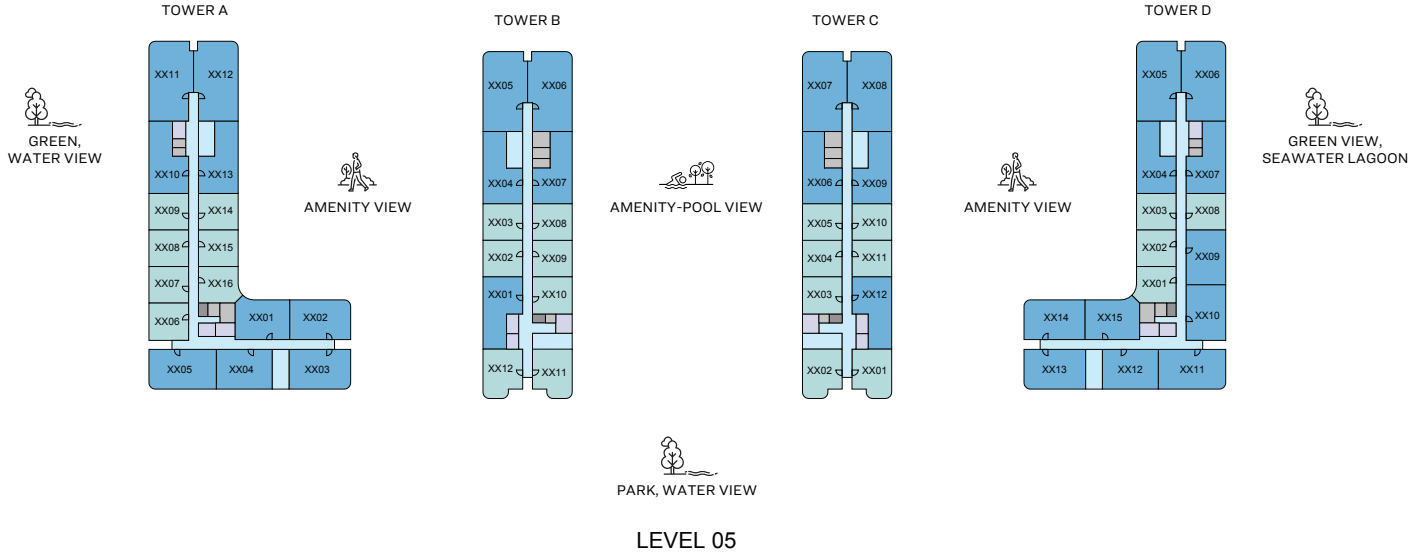 TOWER A
TOWER B
TOWER C
TOWER D
XX11
XX12
XX10
XX13
XX09
XX14
XX08
XX15
XX07
XX16
XX06
XX01
XX02
XX05
XX04
XX03
XX05
XX06
XX04
XX07
XX03
XX08
XX02
XX09
XX01
XX10
XX12
XX11
XX07
XX08
XX06
XX09
XX05
XX10
XX04
XX11
XX03
XX12
XX02
XX01
XX05
XX06
XX04
XX07
XX03
XX08
XX02
XX09
XX01
XX10
XX14
XX15
XX13
XX12
XX11
GREEN,
WATER VIEW
AMENITY VIEW
AMENITY-POOL VIEW
AMENITY VIEW
GREEN VIEW,
SEAWATER LAGOON
PARK, WATER VIEW
LEVEL 05